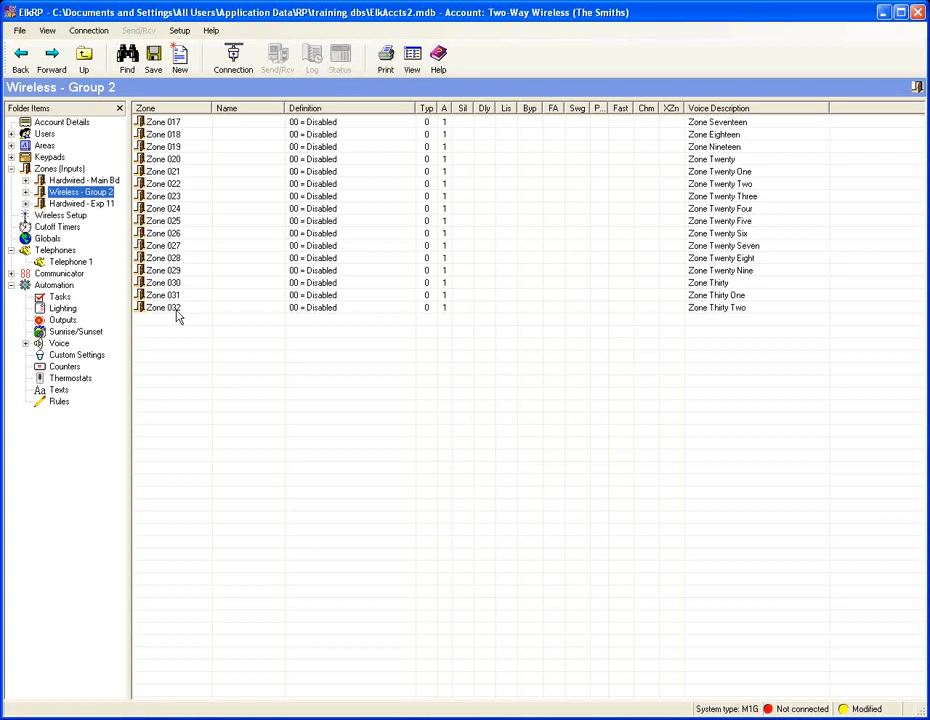 ElkRP - C:\Documents and Settings\All Users\Application Data\RP\training dbs\ElkAccts2.mdb - Account: Two-Way Wireless (The Smiths)
File View Connection Send/Rcv Setup Help
Back Forward Up Find Save New Connection Send/Rcv Log Status Print View Help
Wireless - Group 2
Folder Items
Account Details
Users
Areas
Keypads
Zones (Inputs)
Hardwired - Main Bd
Wireless - Group 2
Hardwired - Exp 11
Wireless Setup
Cutoff Timers
Globals
Telephones
Telephone 1
Communicator
Automation
Tasks
Lighting
Outputs
Sunrise/Sunset
Voice
Custom Settings
Counters
Thermostats
Texts
Rules
Zone Name Definition Typ A Sil Dly Lis Byp FA Swg P... Fast Chm XZn Voice Description
Zone 017 00 = Disabled 0 1 Zone Seventeen
Zone 018 00 = Disabled 0 1 Zone Eighteen
Zone 019 00 = Disabled 0 1 Zone Nineteen
Zone 020 00 = Disabled 0 1 Zone Twenty
Zone 021 00 = Disabled 0 1 Zone Twenty One
Zone 022 00 = Disabled 0 1 Zone Twenty Two
Zone 023 00 = Disabled 0 1 Zone Twenty Three
Zone 024 00 = Disabled 0 1 Zone Twenty Four
Zone 025 00 = Disabled 0 1 Zone Twenty Five
Zone 026 00 = Disabled 0 1 Zone Twenty Six
Zone 027 00 = Disabled 0 1 Zone Twenty Seven
Zone 028 00 = Disabled 0 1 Zone Twenty Eight
Zone 029 00 = Disabled 0 1 Zone Twenty Nine
Zone 030 00 = Disabled 0 1 Zone Thirty
Zone 031 00 = Disabled 0 1 Zone Thirty One
Zone 032 00 = Disabled 0 1 Zone Thirty Two
System type: M1G Not connected Modified